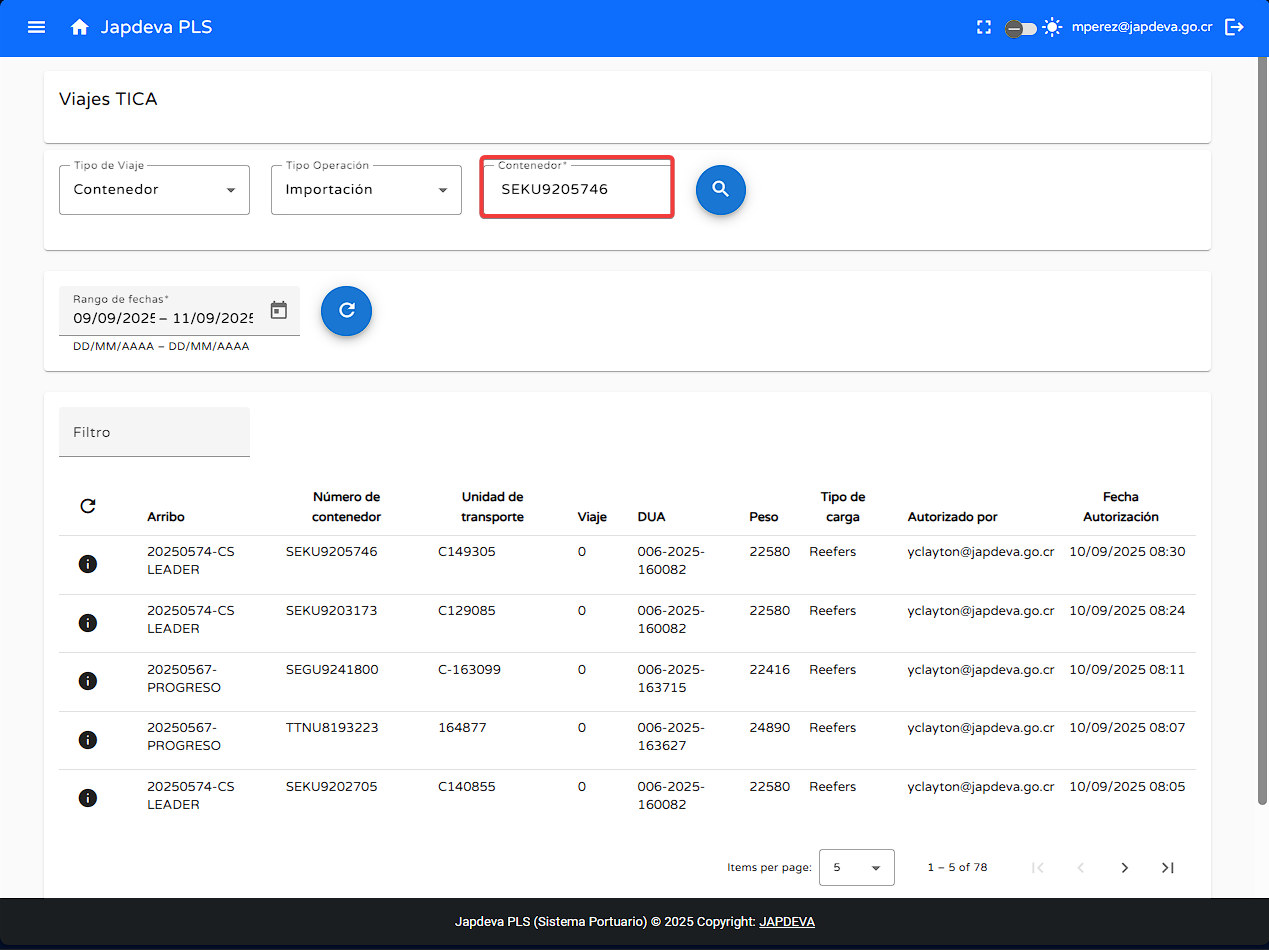 Japdeva PLS
mperez@japdeva.go.cr
Viajes TICA
Tipo de Viaje
Contenedor
Tipo Operación
Importación
Contenedor*
SEKU9205746
Rango de fechas*
09/09/2025 – 11/09/2025
DD/MM/AAAA – DD/MM/AAAA
Filtro
Arribo
Número de
contenedor
Unidad de
transporte
Viaje
DUA
Peso
Tipo de
carga
Autorizado por
Fecha
Autorización
20250574-CS SEKU9205746 C149305 0 006-2025- 22580 Reefers yclayton@japdeva.go.cr 10/09/2025 08:30
LEADER 160082
20250574-CS SEKU9203173 C129085 0 006-2025- 22580 Reefers yclayton@japdeva.go.cr 10/09/2025 08:24
LEADER 160082
20250567- SEGU9241800 C-163099 0 006-2025- 22416 Reefers yclayton@japdeva.go.cr 10/09/2025 08:11
PROGRESO 163715
20250567- TTNU8193223 164877 0 006-2025- 24890 Reefers yclayton@japdeva.go.cr 10/09/2025 08:07
PROGRESO 163627
20250574-CS SEKU9202705 C140855 0 006-2025- 22580 Reefers yclayton@japdeva.go.cr 10/09/2025 08:05
LEADER 160082
Items per page: 5 1 – 5 of 78
Japdeva PLS (Sistema Portuario) © 2025 Copyright: JAPDEVA